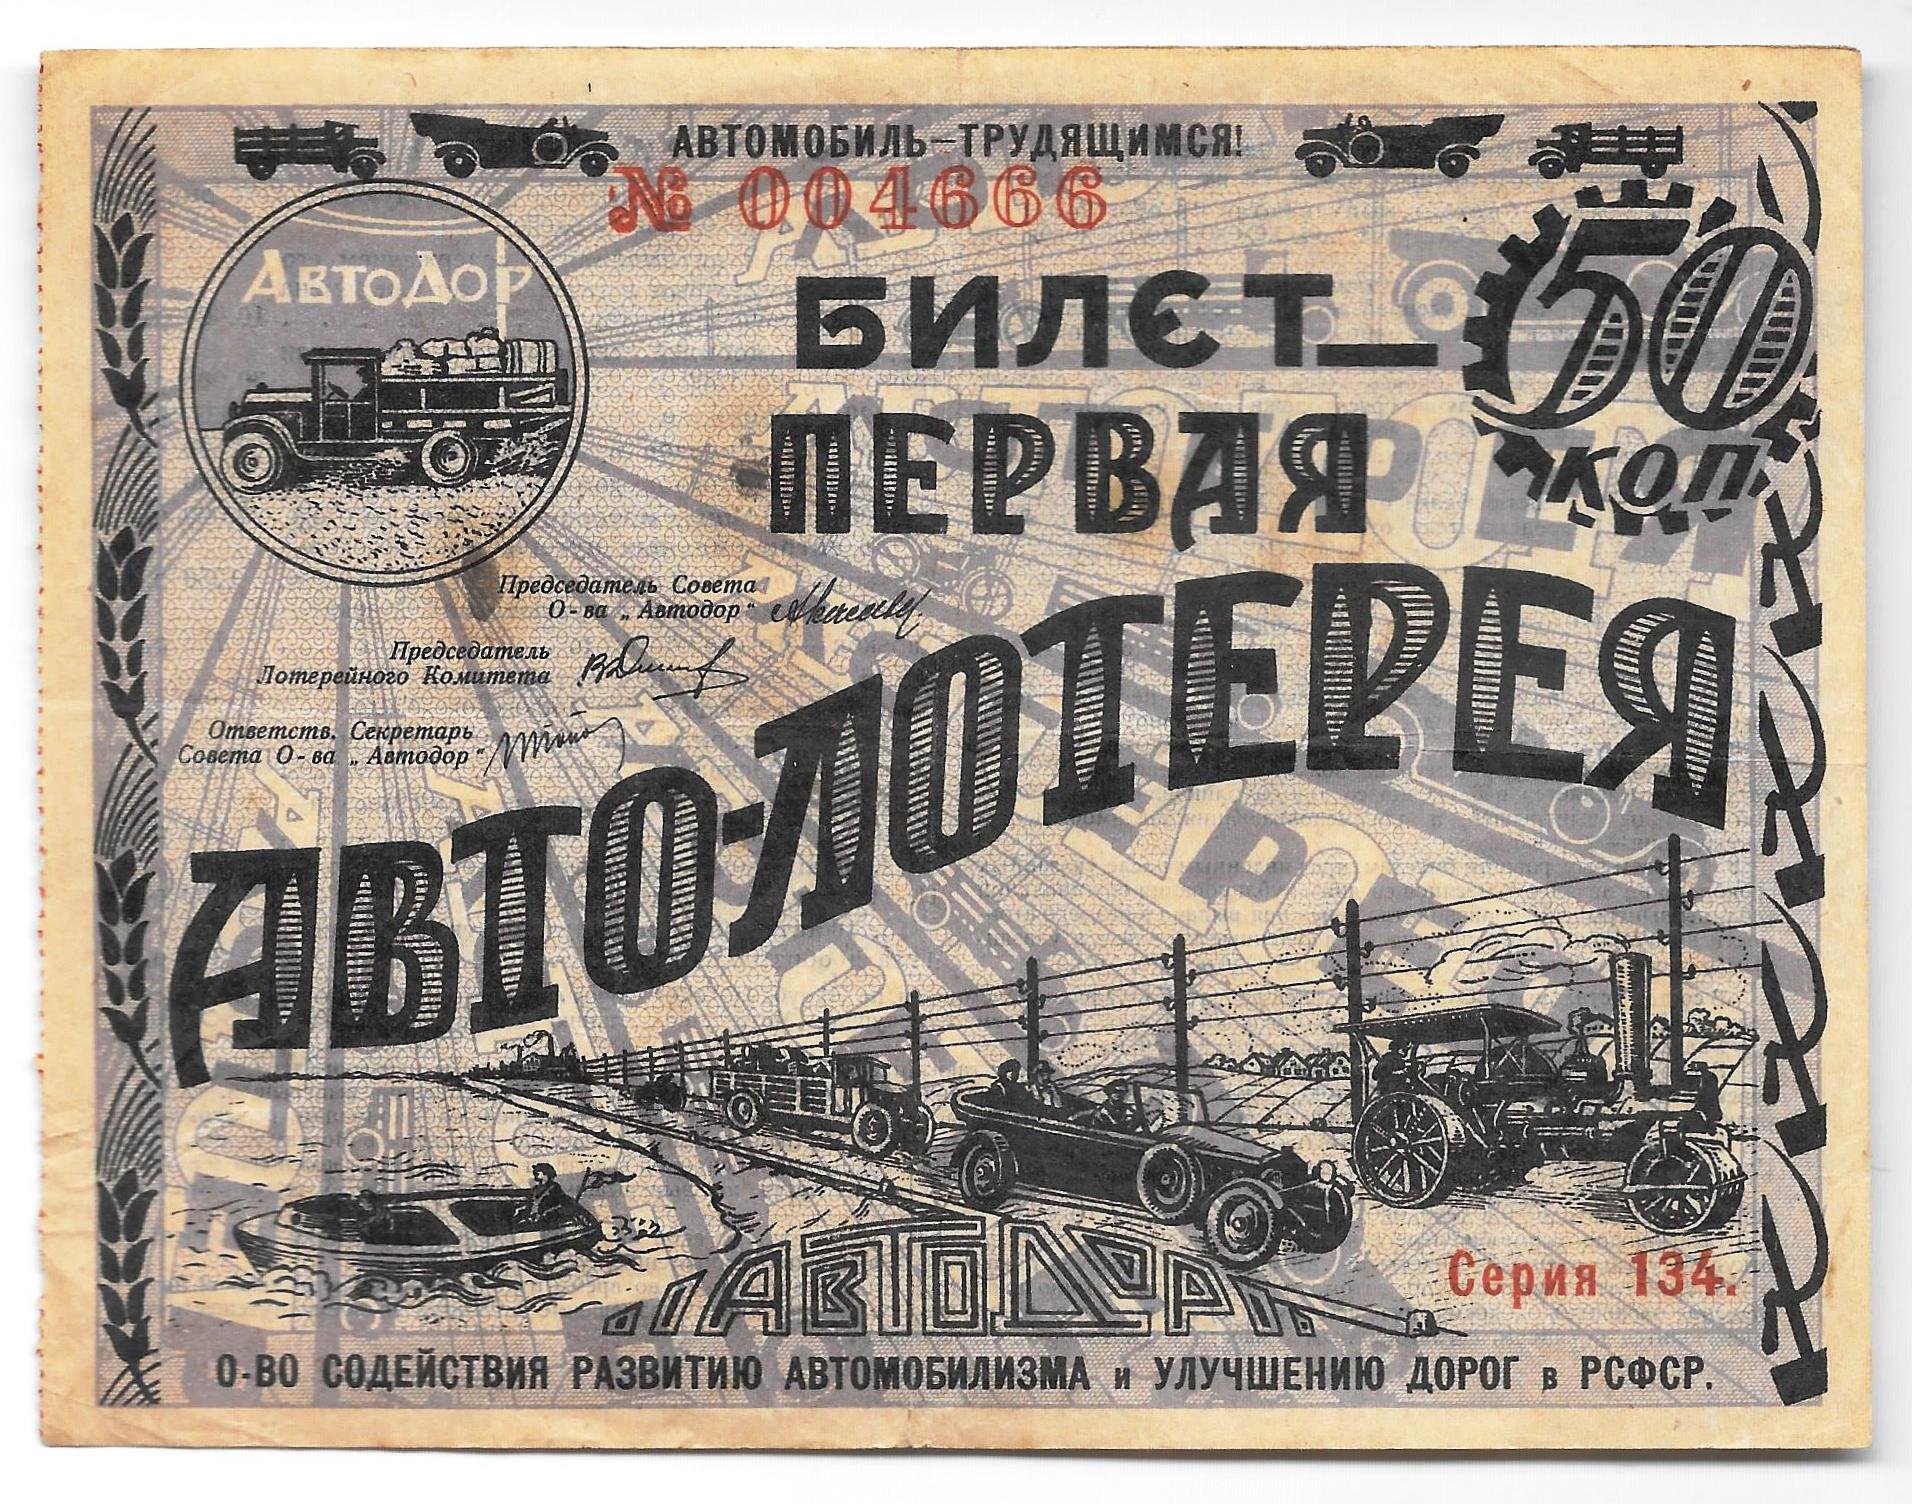 АВТОМОБИЛЬ–ТРУДЯЩИМСЯ!
№ 004666
АвтоДор
БИЛЕТ—
50 коп
ПЕРВАЯ
АВТО-ЛОТЕРЕЯ
Председатель Совета
О-ва „Автодор"
Председатель
Лотерейного Комитета
Ответств. Секретарь
Совета О-ва „Автодор"
АВТОДОР
Серия 134.
О-ВО СОДЕЙСТВИЯ РАЗВИТИЮ АВТОМОБИЛИЗМА и УЛУЧШЕНИЮ ДОРОГ в РСФСР.